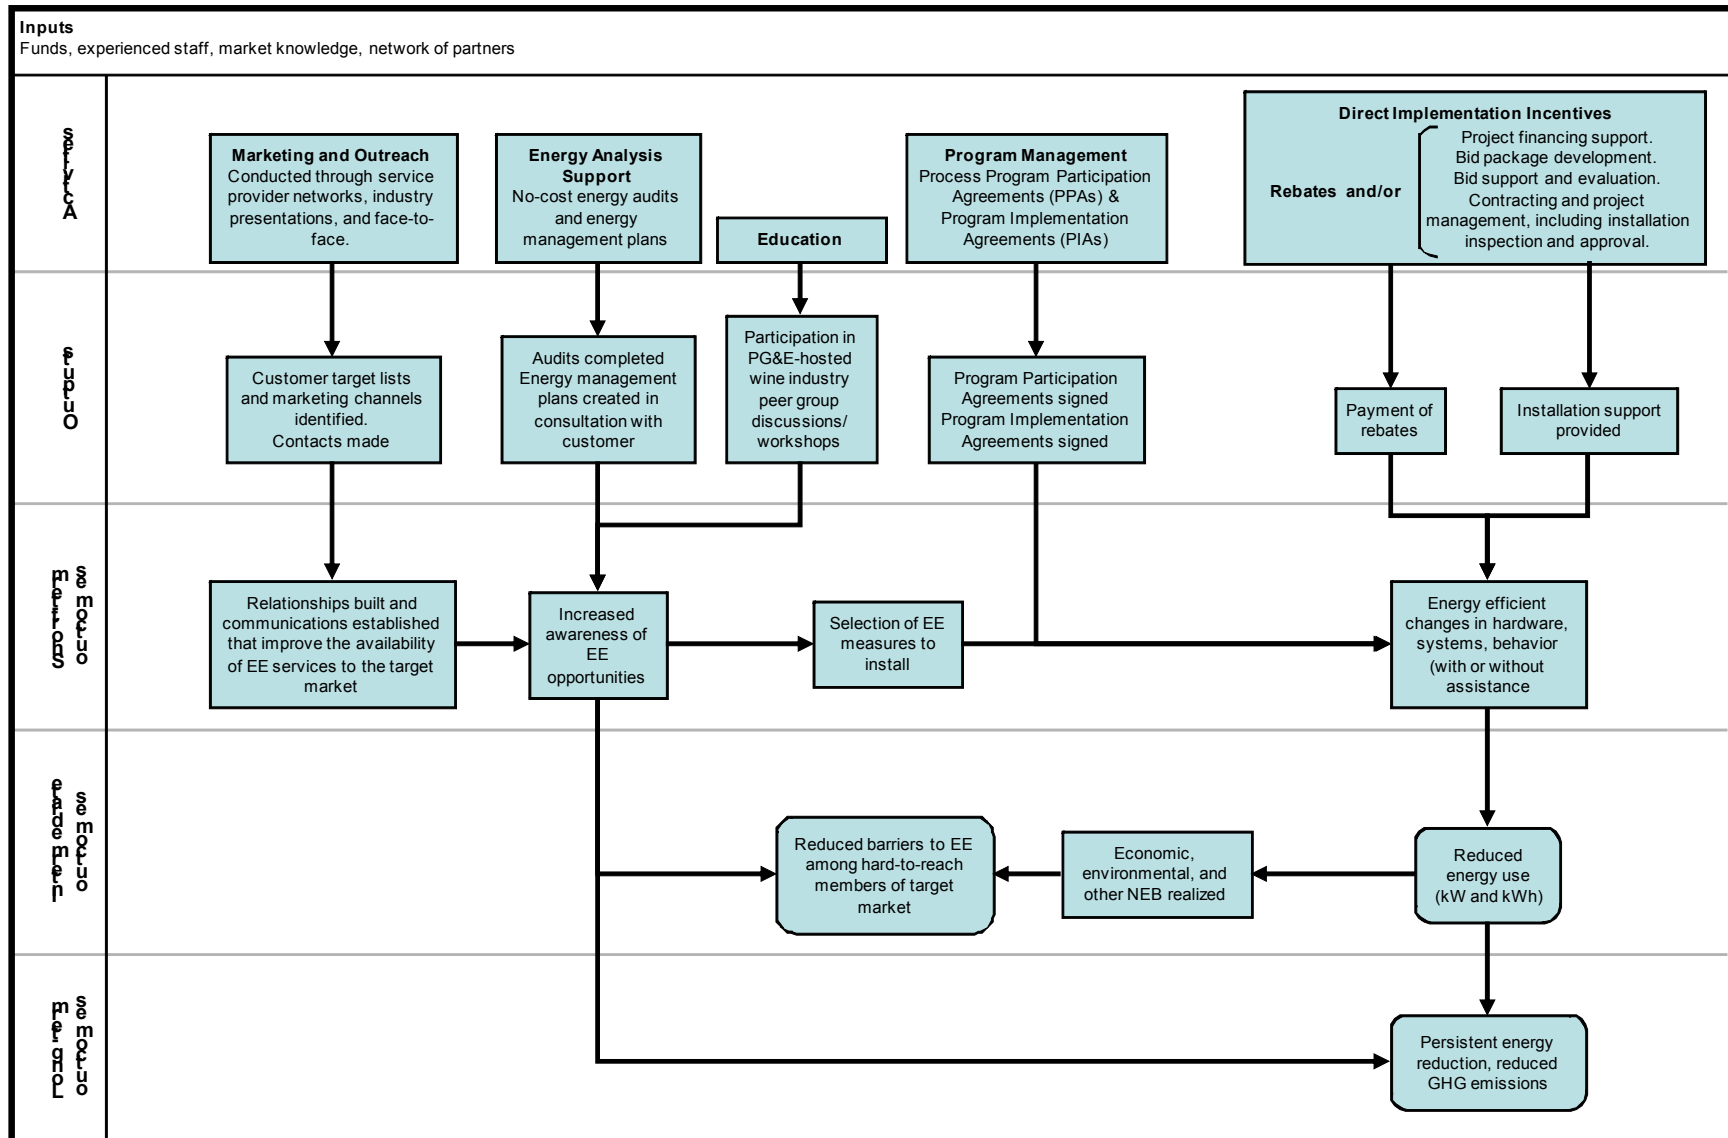 Inputs
Funds, experienced staff, market knowledge, network of partners
Activities
Marketing and Outreach
Conducted through service
provider networks, industry
presentations, and face-to-
face.
Energy Analysis
Support
No-cost energy audits
and energy
management plans
Education
Program Management
Process Program Participation
Agreements (PPAs) &
Program Implementation
Agreements (PIAs)
Direct Implementation Incentives
Rebates and/or
Project financing support.
Bid package development.
Bid support and evaluation.
Contracting and project
management, including installation
inspection and approval.
Outputs
Customer target lists
and marketing channels
identified.
Contacts made
Audits completed
Energy management
plans created in
consultation with
customer
Participation in
PG&E-hosted
wine industry
peer group
discussions/
workshops
Program Participation
Agreements signed
Program Implementation
Agreements signed
Payment of
rebates
Installation support
provided
Short-term
outcomes
Relationships built and
communications established
that improve the availability
of EE services to the target
market
Increased
awareness of
EE
opportunities
Selection of EE
measures to
install
Energy efficient
changes in hardware,
systems, behavior
(with or without
assistance
Intermediate
outcomes
Reduced barriers to EE
among hard-to-reach
members of target
market
Economic,
environmental, and
other NEB realized
Reduced
energy use
(kW and kWh)
Long-term
outcomes
Persistent energy
reduction, reduced
GHG emissions